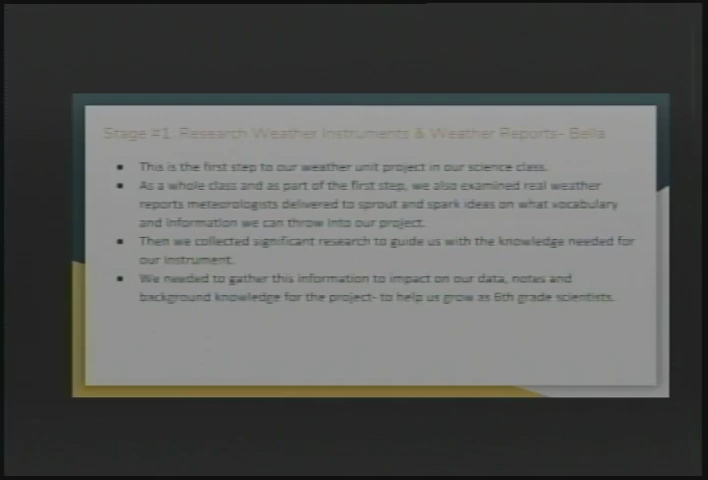 Stage #1: Research Weather Instruments & Weather Reports- Bella
This is the first step to our weather unit project in our science class.
As a whole class and as part of the first step, we also examined real weather
reports meteorologists delivered to sprout and spark ideas on what vocabulary
and information we can throw into our project.
Then we collected significant research to guide us with the knowledge needed for
our instrument.
We needed to gather this information to impact on our data, notes and
background knowledge for the project- to help us grow as 6th grade scientists.